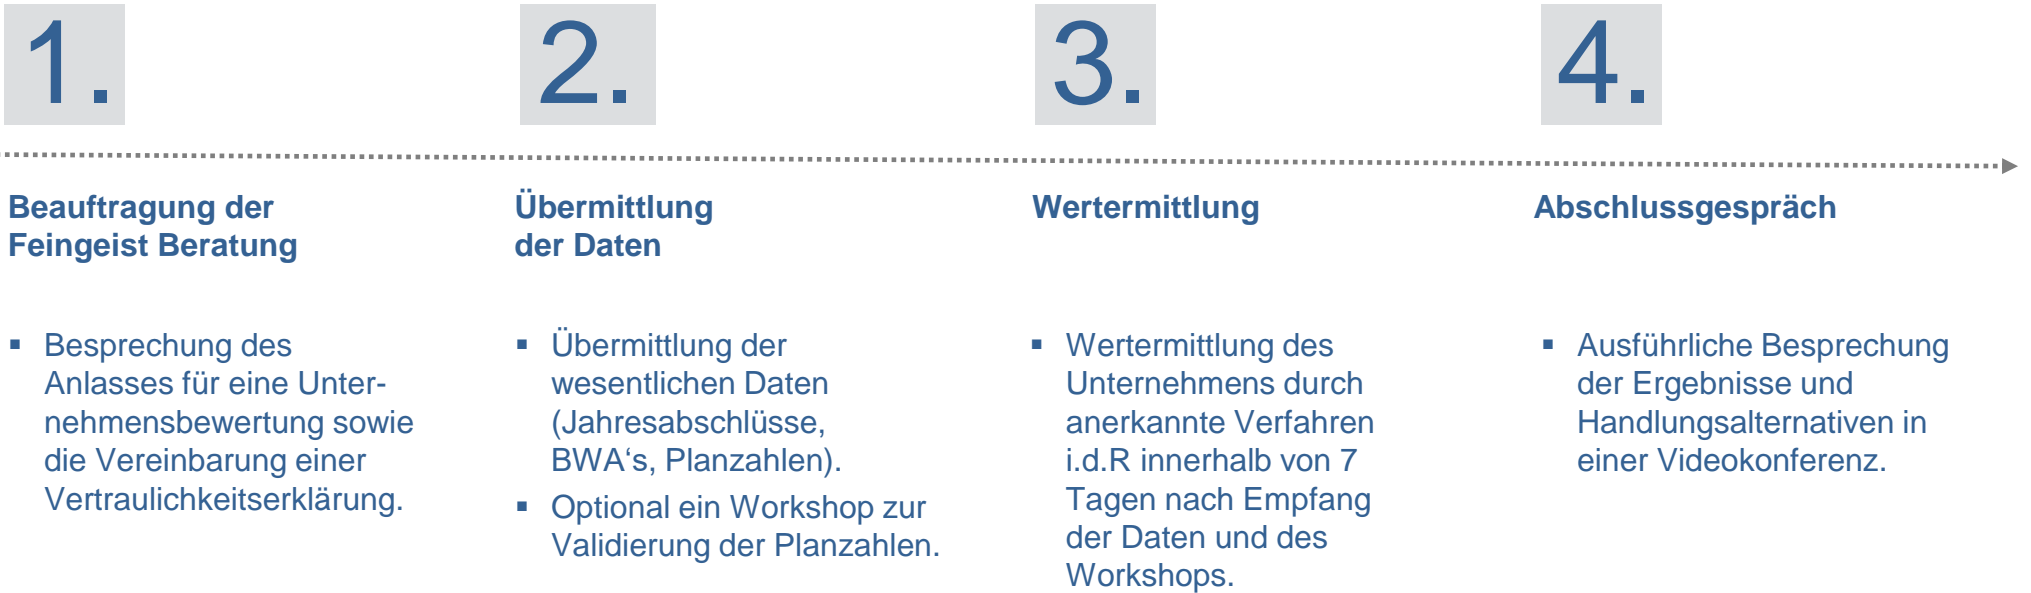 1.
Beauftragung der
Feingeist Beratung
▪ Besprechung des
Anlasses für eine Unter-
nehmensbewertung sowie
die Vereinbarung einer
Vertraulichkeitserklärung.
2.
Übermittlung
der Daten
▪ Übermittlung der
wesentlichen Daten
(Jahresabschlüsse,
BWA‘s, Planzahlen).
▪ Optional ein Workshop zur
Validierung der Planzahlen.
3.
Wertermittlung
▪ Wertermittlung des
Unternehmens durch
anerkannte Verfahren
i.d.R innerhalb von 7
Tagen nach Empfang
der Daten und des
Workshops.
4.
Abschlussgespräch
▪ Ausführliche Besprechung
der Ergebnisse und
Handlungsalternativen in
einer Videokonferenz.